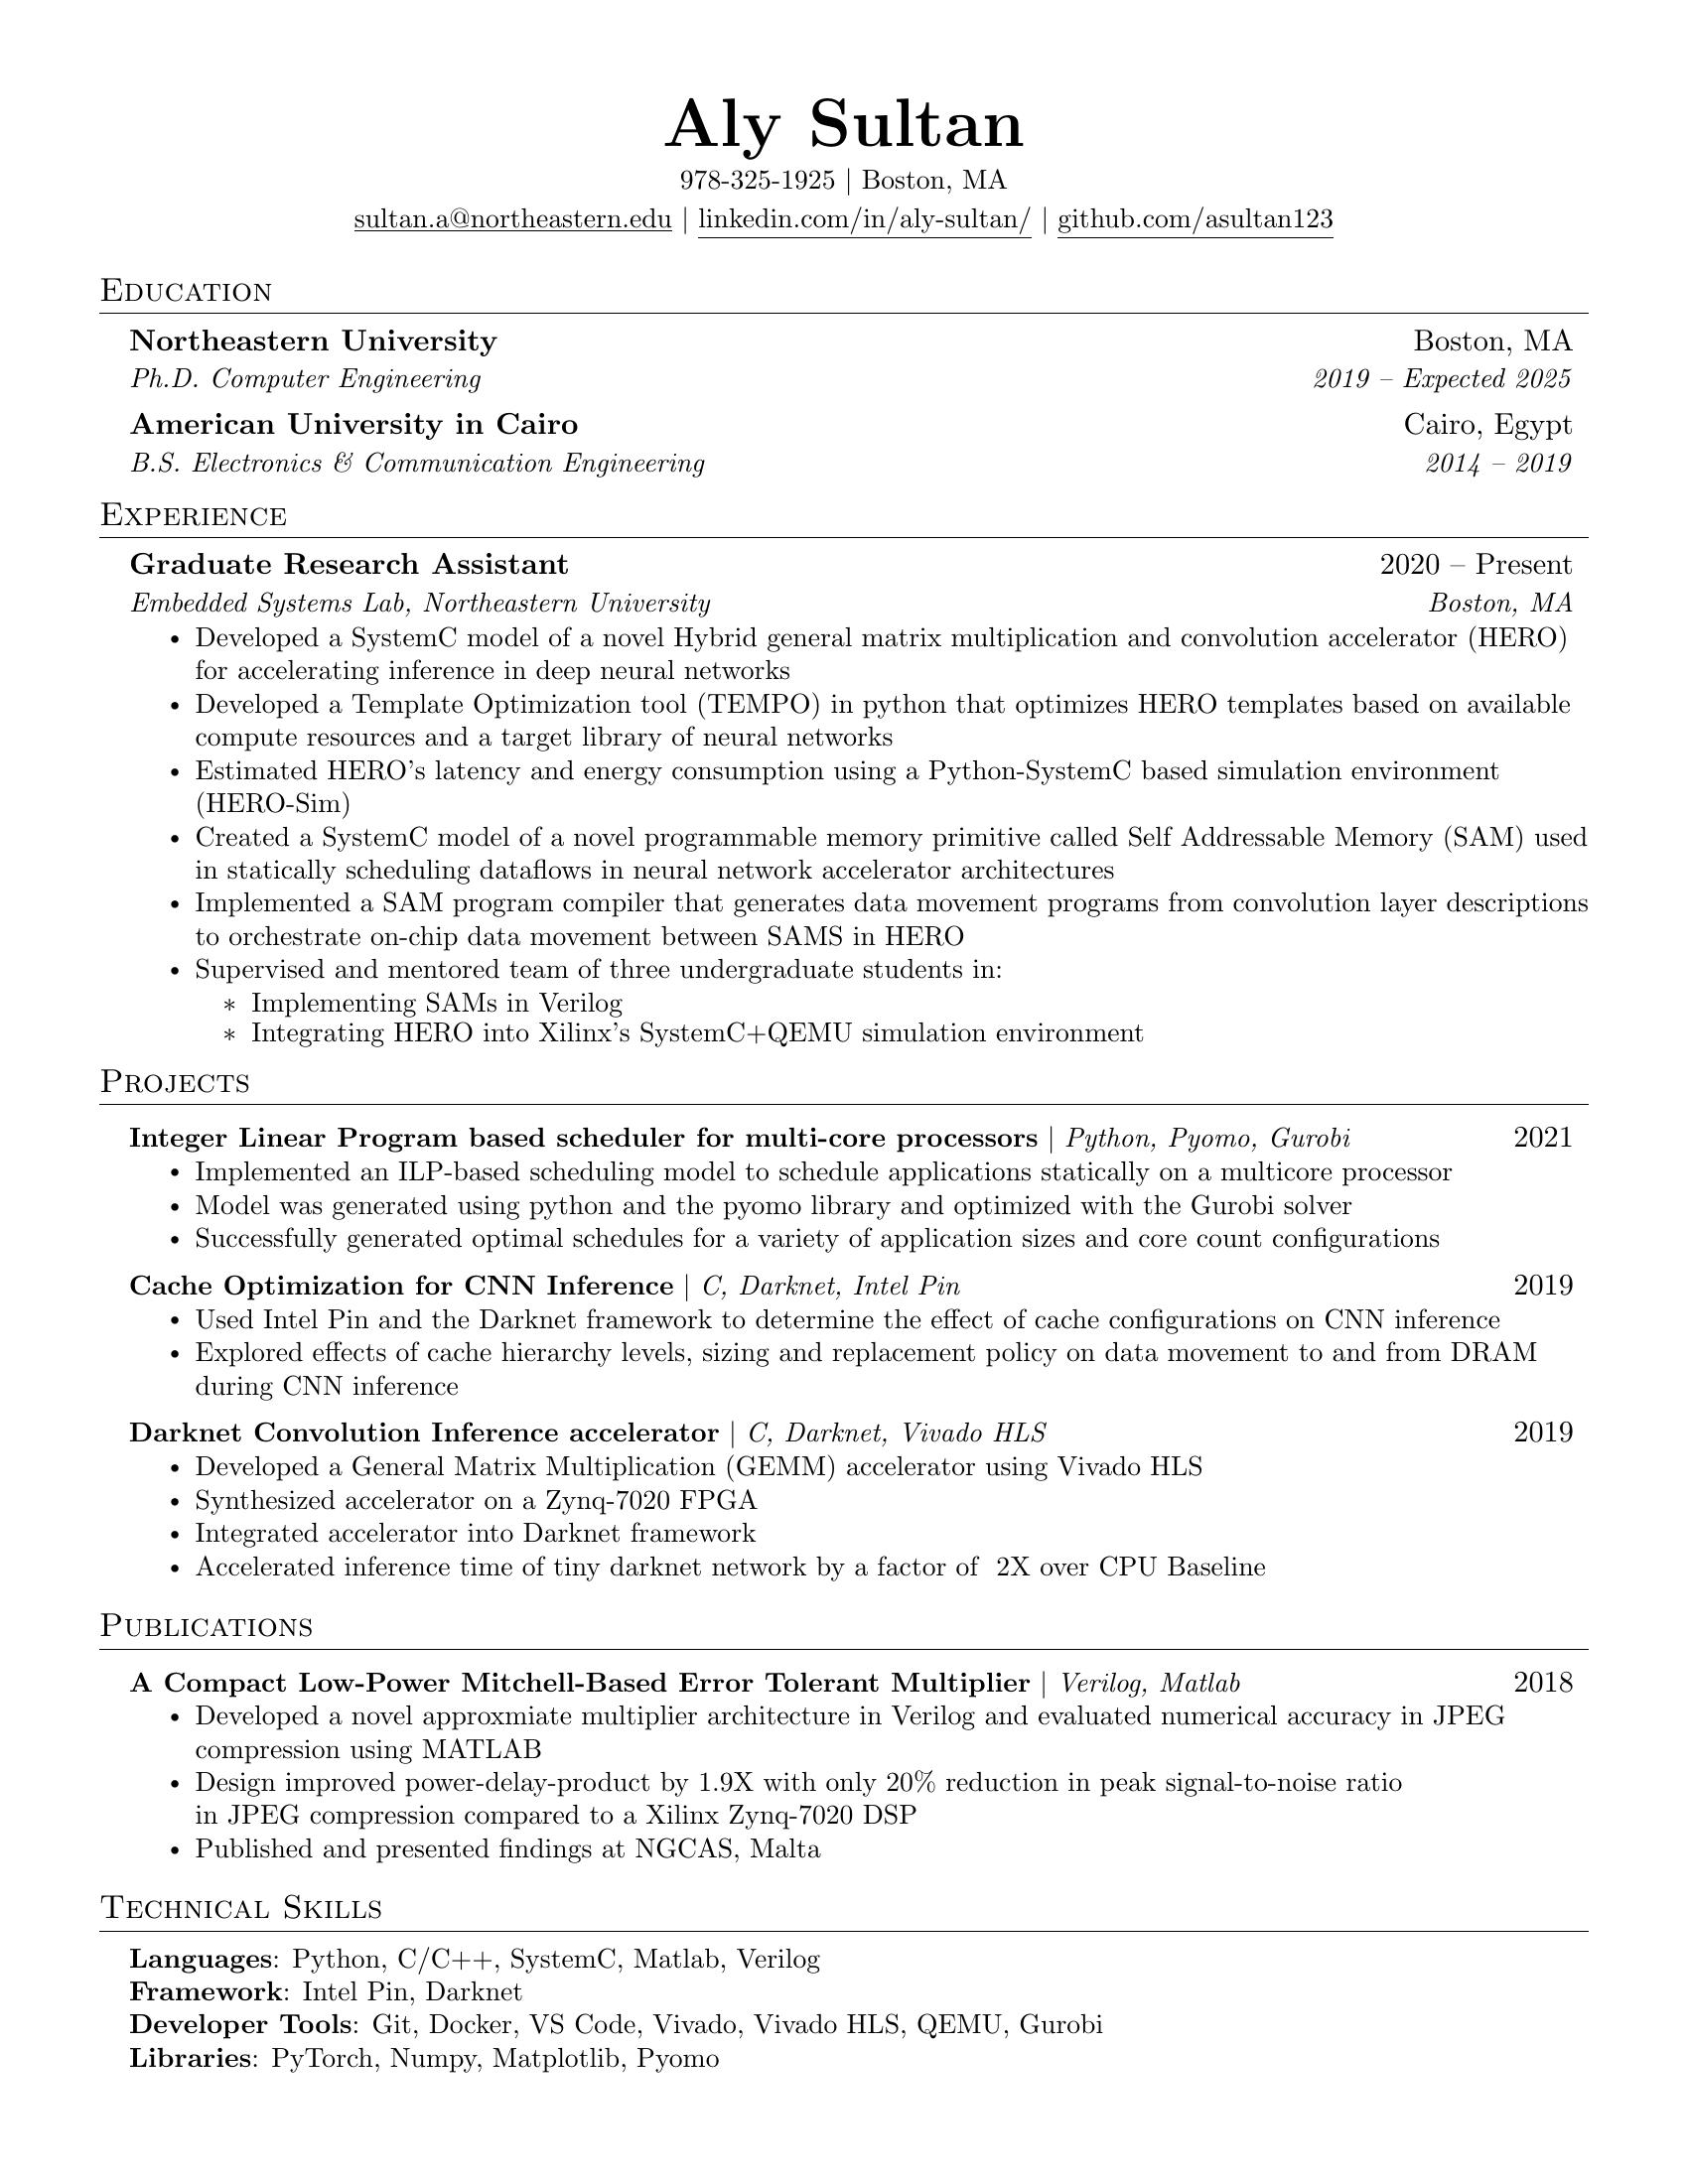 Aly Sultan
978-325-1925 | Boston, MA
sultan.a@northeastern.edu | linkedin.com/in/aly-sultan/ | github.com/asultan123
Education
Northeastern University Boston, MA
Ph.D. Computer Engineering 2019 – Expected 2025
American University in Cairo Cairo, Egypt
B.S. Electronics & Communication Engineering 2014 – 2019
Experience
Graduate Research Assistant 2020 – Present
Embedded Systems Lab, Northeastern University Boston, MA
• Developed a SystemC model of a novel Hybrid general matrix multiplication and convolution accelerator (HERO)
for accelerating inference in deep neural networks
• Developed a Template Optimization tool (TEMPO) in python that optimizes HERO templates based on available
compute resources and a target library of neural networks
• Estimated HERO's latency and energy consumption using a Python-SystemC based simulation environment
(HERO-Sim)
• Created a SystemC model of a novel programmable memory primitive called Self Addressable Memory (SAM) used
in statically scheduling dataflows in neural network accelerator architectures
• Implemented a SAM program compiler that generates data movement programs from convolution layer descriptions
to orchestrate on-chip data movement between SAMS in HERO
• Supervised and mentored team of three undergraduate students in:
∗ Implementing SAMs in Verilog
∗ Integrating HERO into Xilinx's SystemC+QEMU simulation environment
Projects
Integer Linear Program based scheduler for multi-core processors | Python, Pyomo, Gurobi 2021
• Implemented an ILP-based scheduling model to schedule applications statically on a multicore processor
• Model was generated using python and the pyomo library and optimized with the Gurobi solver
• Successfully generated optimal schedules for a variety of application sizes and core count configurations
Cache Optimization for CNN Inference | C, Darknet, Intel Pin 2019
• Used Intel Pin and the Darknet framework to determine the effect of cache configurations on CNN inference
• Explored effects of cache hierarchy levels, sizing and replacement policy on data movement to and from DRAM
during CNN inference
Darknet Convolution Inference accelerator | C, Darknet, Vivado HLS 2019
• Developed a General Matrix Multiplication (GEMM) accelerator using Vivado HLS
• Synthesized accelerator on a Zynq-7020 FPGA
• Integrated accelerator into Darknet framework
• Accelerated inference time of tiny darknet network by a factor of 2X over CPU Baseline
Publications
A Compact Low-Power Mitchell-Based Error Tolerant Multiplier | Verilog, Matlab 2018
• Developed a novel approxmiate multiplier architecture in Verilog and evaluated numerical accuracy in JPEG
compression using MATLAB
• Design improved power-delay-product by 1.9X with only 20% reduction in peak signal-to-noise ratio
in JPEG compression compared to a Xilinx Zynq-7020 DSP
• Published and presented findings at NGCAS, Malta
Technical Skills
Languages: Python, C/C++, SystemC, Matlab, Verilog
Framework: Intel Pin, Darknet
Developer Tools: Git, Docker, VS Code, Vivado, Vivado HLS, QEMU, Gurobi
Libraries: PyTorch, Numpy, Matplotlib, Pyomo